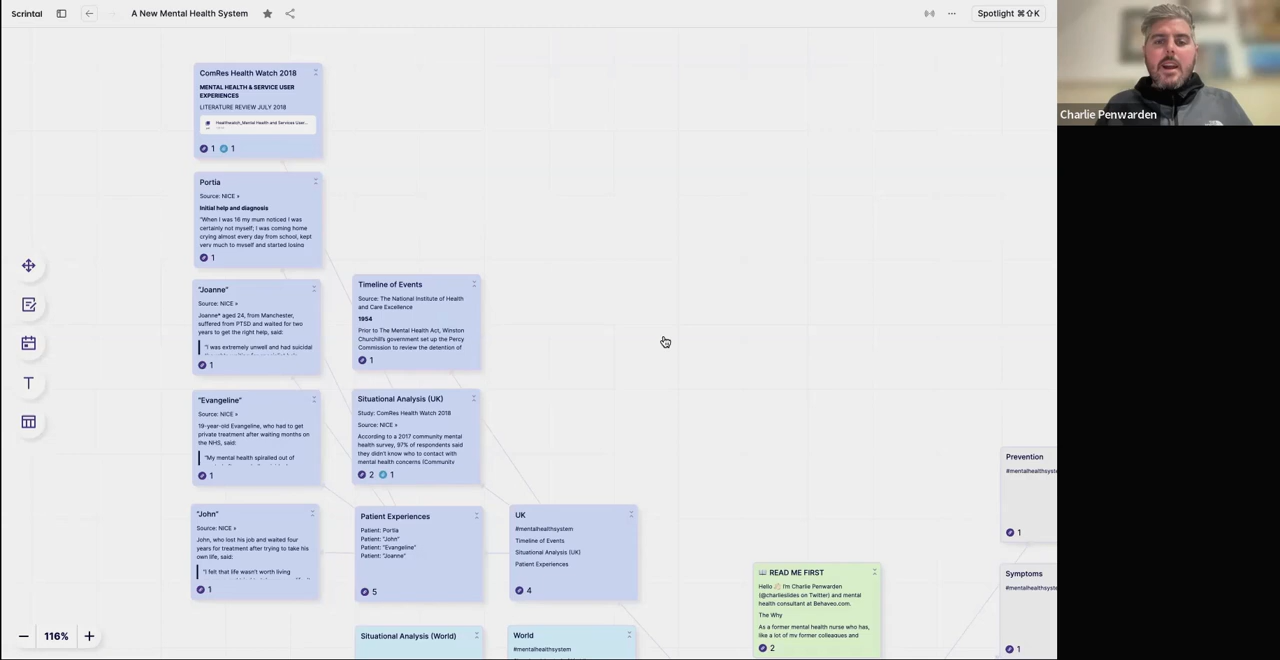 Scrintal
A New Mental Health System
Spotlight ⌘⇧K
Charlie Penwarden
ComRes Health Watch 2018
MENTAL HEALTH & SERVICE USER
EXPERIENCES
LITERATURE REVIEW JULY 2018
Healthwatch_Mental Health and Services User...
1 1
Portia
Source: NICE »
Initial help and diagnosis
"When I was 16 my mum noticed I was
certainly not myself; I was coming home
crying almost every day from school, kept
very much to myself and started losing
1
"Joanne"
Source: NICE »
Joanne* aged 24, from Manchester,
suffered from PTSD and waited for two
years to get the right help, said:
"I was extremely unwell and had suicidal
1
Timeline of Events
Source: The National Institute of Health
and Care Excellence
1954
Prior to The Mental Health Act, Winston
Churchill's government set up the Percy
Commission to review the detention of
1
"Evangeline"
Source: NICE »
19-year-old Evangeline, who had to get
private treatment after waiting months on
the NHS, said:
"My mental health spiralled out of
1
Situational Analysis (UK)
Study: ComRes Health Watch 2018
Source: NICE »
According to a 2017 community mental
health survey, 97% of respondents said
they didn't know who to contact with
mental health concerns (Community
2 1
"John"
Source: NICE »
John, who lost his job and waited four
years for treatment after trying to take his
own life, said:
"I felt that life wasn't worth living
1
Patient Experiences
Patient: Portia
Patient: "John"
Patient: "Evangeline"
Patient: "Joanne"
5
UK
#mentalhealthsystem
Timeline of Events
Situational Analysis (UK)
Patient Experiences
4
Situational Analysis (World)
World
#mentalhealthsystem
📖 READ ME FIRST
Hello 👋 I'm Charlie Penwarden
(@charlieslides on Twitter) and mental
health consultant at Behaveo.com.
The Why
As a former mental health nurse who has,
like a lot of my former colleagues and
2
Prevention
#mentalhealthsyste
1
Symptoms
#mentalhealthsyste
1
T
− 116% +